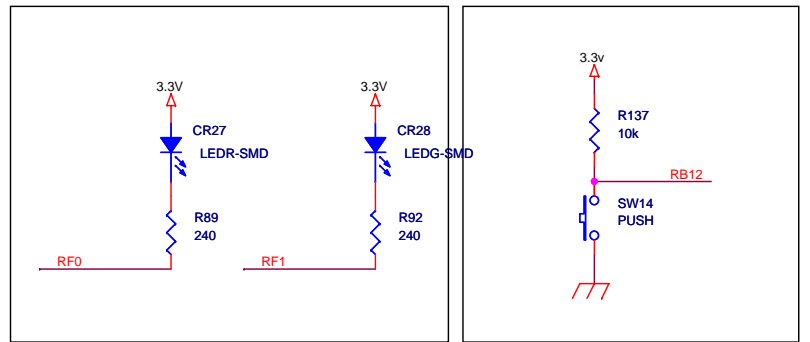 3.3V
CR27
LEDR-SMD
R89
240
RF0
3.3V
CR28
LEDG-SMD
R92
240
RF1
3.3v
R137
10k
RB12
SW14
PUSH